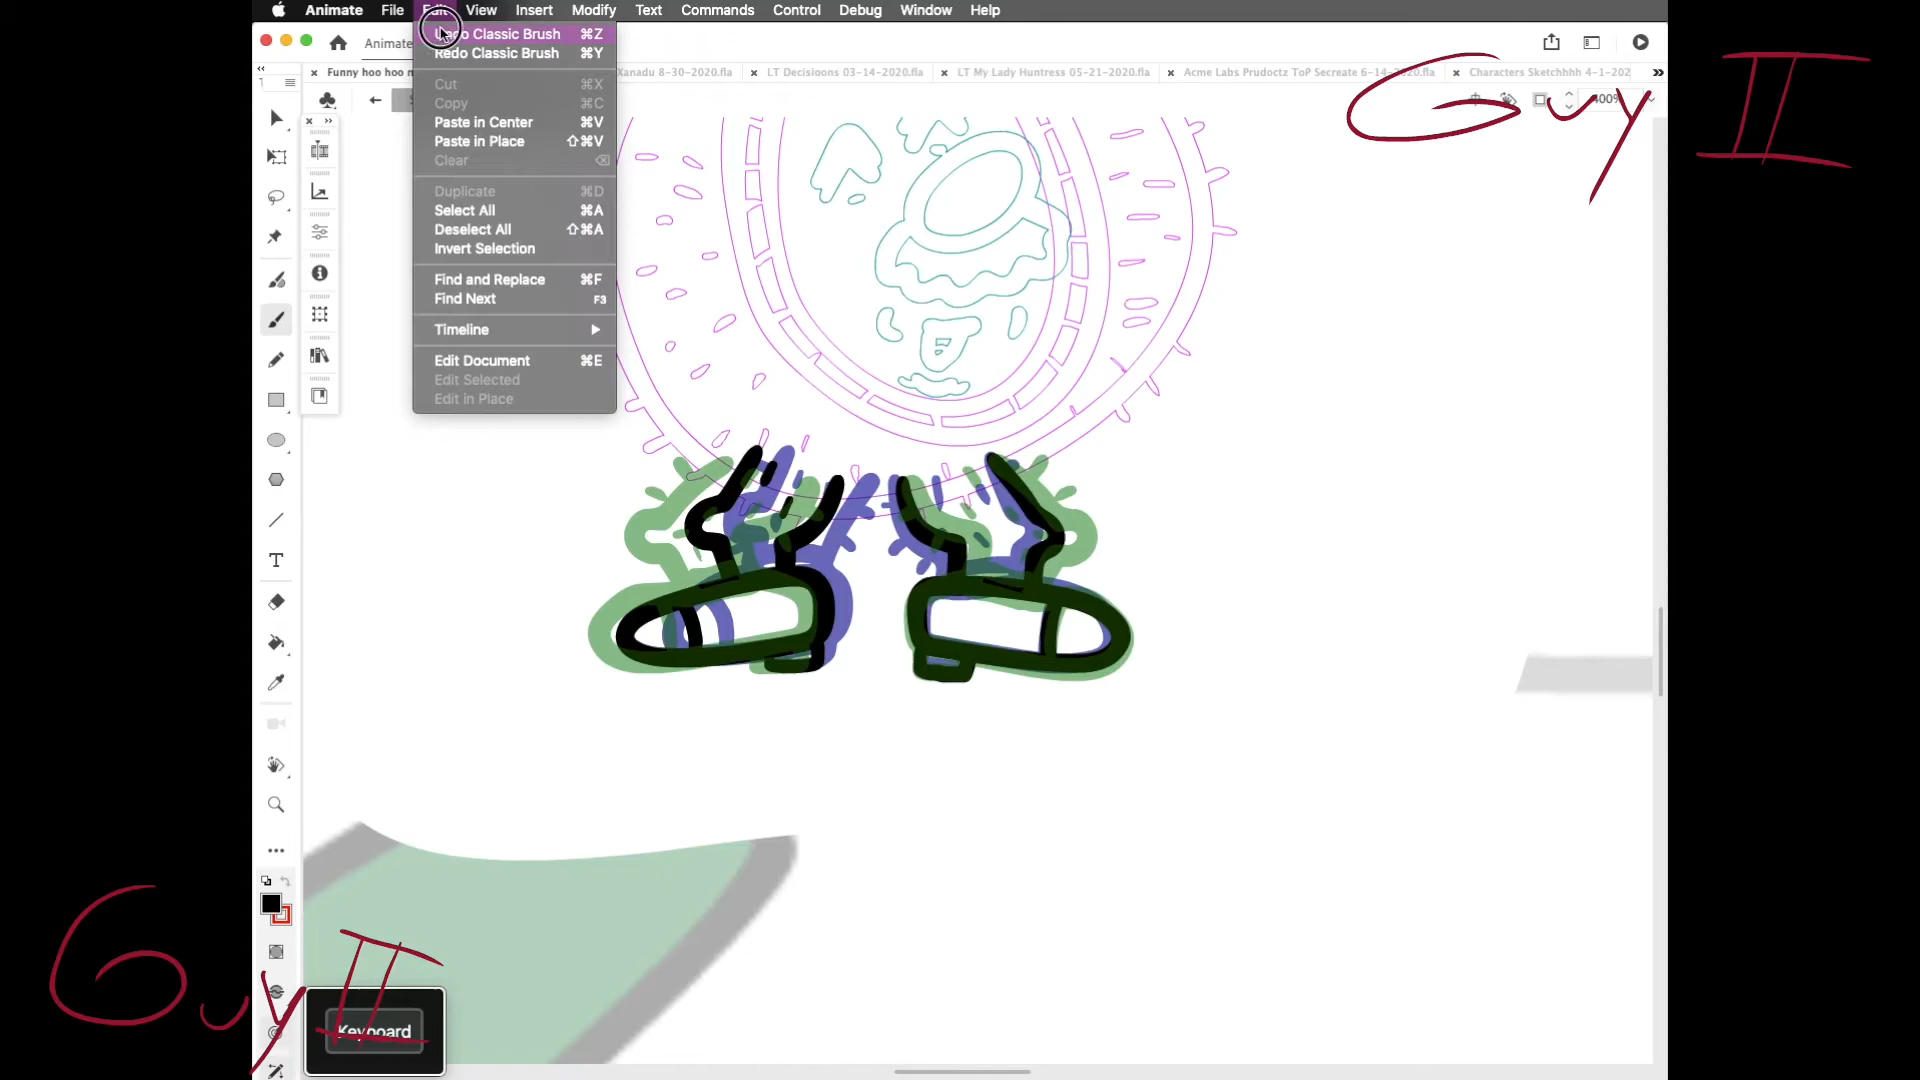 Animate File Edit View Insert Modify Text Commands Control Debug Window Help
Animate
Undo Classic Brush ⌘Z
Redo Classic Brush ⌘Y
Funny hoo hoo Xanadu 8-30-2020.fla LT Decisioons 03-14-2020.fla LT My Lady Huntress 05-21-2020.fla Acme Labs Prudoctz ToP Secreate 6-14-2020.fla Characters Sketchhhh 4-1-202
400%
Cut ⌘X
Copy ⌘C
Paste in Center ⌘V
Paste in Place ⇧⌘V
Clear
Duplicate ⌘D
Select All ⌘A
Deselect All ⇧⌘A
Invert Selection
Find and Replace ⌘F
Find Next F3
Timeline
Edit Document ⌘E
Edit Selected
Edit in Place
Guy II
Guy II
Keyboard